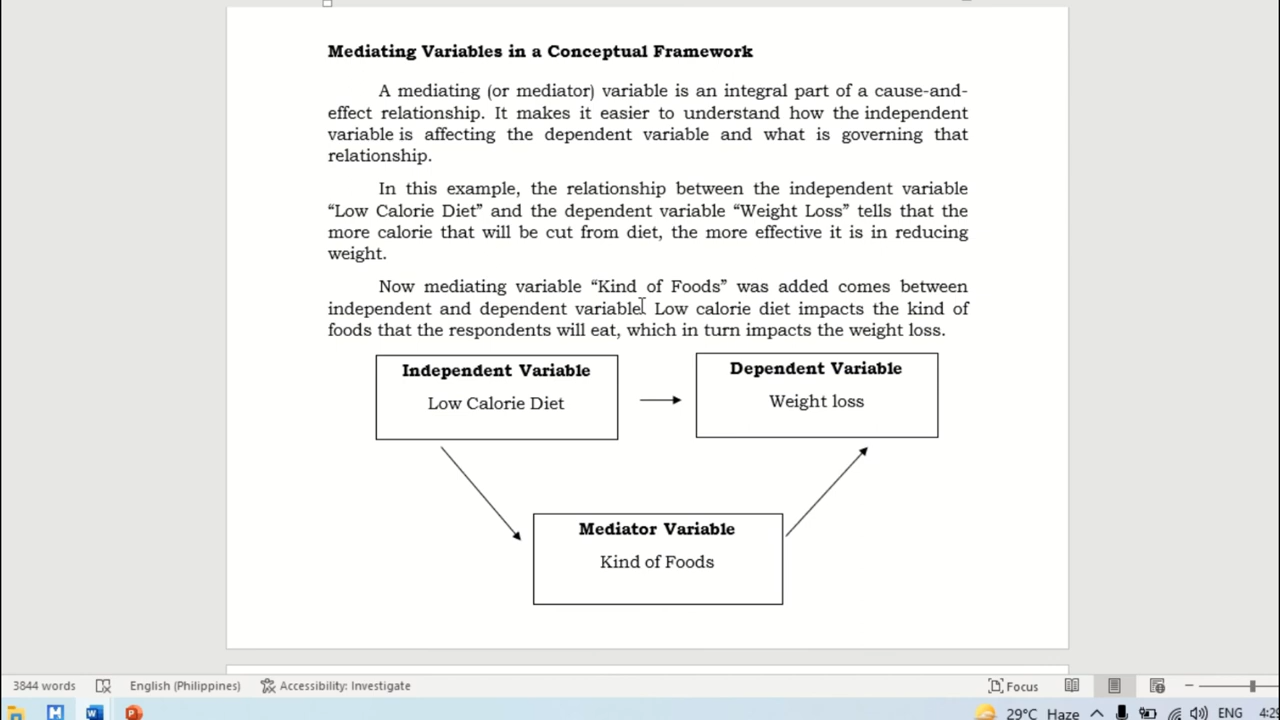 Mediating Variables in a Conceptual Framework
A mediating (or mediator) variable is an integral part of a cause-and-
effect relationship. It makes it easier to understand how the independent
variable is affecting the dependent variable and what is governing that
relationship.
In this example, the relationship between the independent variable
“Low Calorie Diet” and the dependent variable “Weight Loss” tells that the
more calorie that will be cut from diet, the more effective it is in reducing
weight.
Now mediating variable “Kind of Foods” was added comes between
independent and dependent variable. Low calorie diet impacts the kind of
foods that the respondents will eat, which in turn impacts the weight loss.
Independent Variable
Low Calorie Diet
Dependent Variable
Weight loss
Mediator Variable
Kind of Foods
3844 words English (Philippines) Accessibility: Investigate Focus
29°C Haze ENG